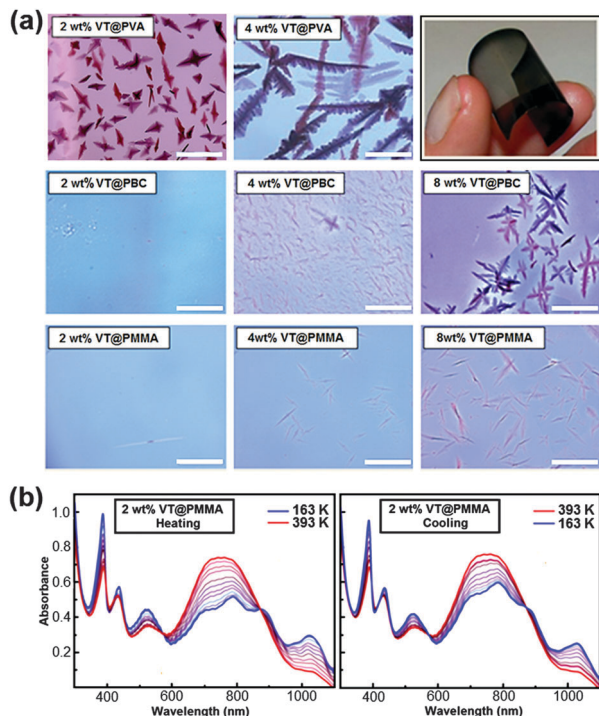 (a)
2 wt% VT@PVA
4 wt% VT@PVA
2 wt% VT@PBC
4 wt% VT@PBC
8 wt% VT@PBC
2 wt% VT@PMMA
4wt% VT@PMMA
8wt% VT@PMMA
(b)
2 wt% VT@PMMA
Heating
163 K
393 K
2 wt% VT@PMMA
Cooling
393 K
163 K
Absorbance
1.0
0.8
0.6
0.4
0.2
400 600 800 1000
Wavelength (nm)
400 600 800 1000
Wavelength (nm)